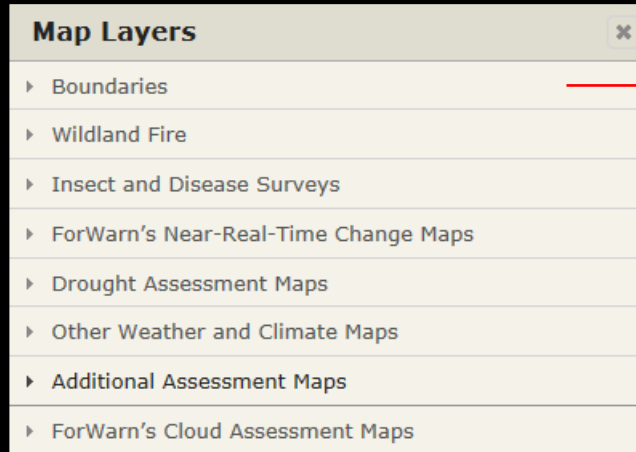 Map Layers
Boundaries
Wildland Fire
Insect and Disease Surveys
ForWarn’s Near-Real-Time Change Maps
Drought Assessment Maps
Other Weather and Climate Maps
Additional Assessment Maps
ForWarn’s Cloud Assessment Maps